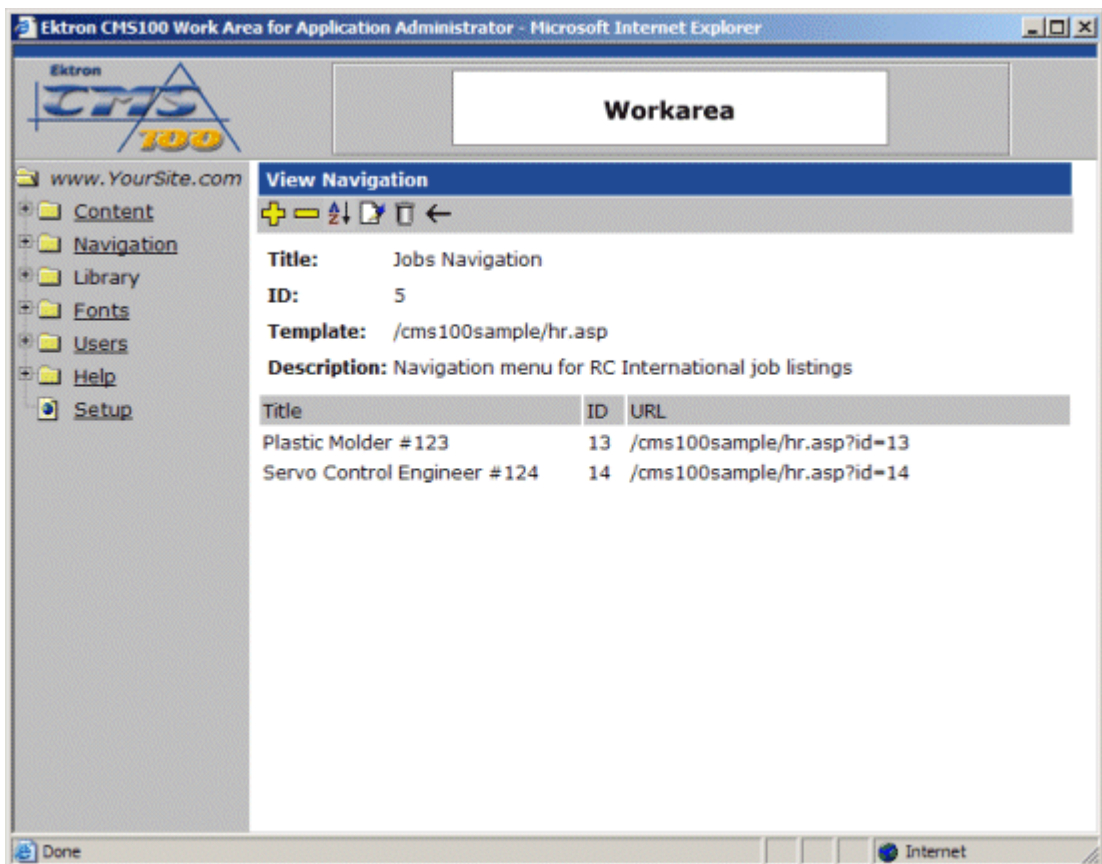 Ektron CMS100 Work Area for Application Administrator - Microsoft Internet Explorer
Ektron
CMS
100
Workarea
www.YourSite.com
Content
Navigation
Library
Fonts
Users
Help
Setup
View Navigation
Title: Jobs Navigation
ID: 5
Template: /cms100sample/hr.asp
Description: Navigation menu for RC International job listings
Title ID URL
Plastic Molder #123 13 /cms100sample/hr.asp?id=13
Servo Control Engineer #124 14 /cms100sample/hr.asp?id=14
Done Internet